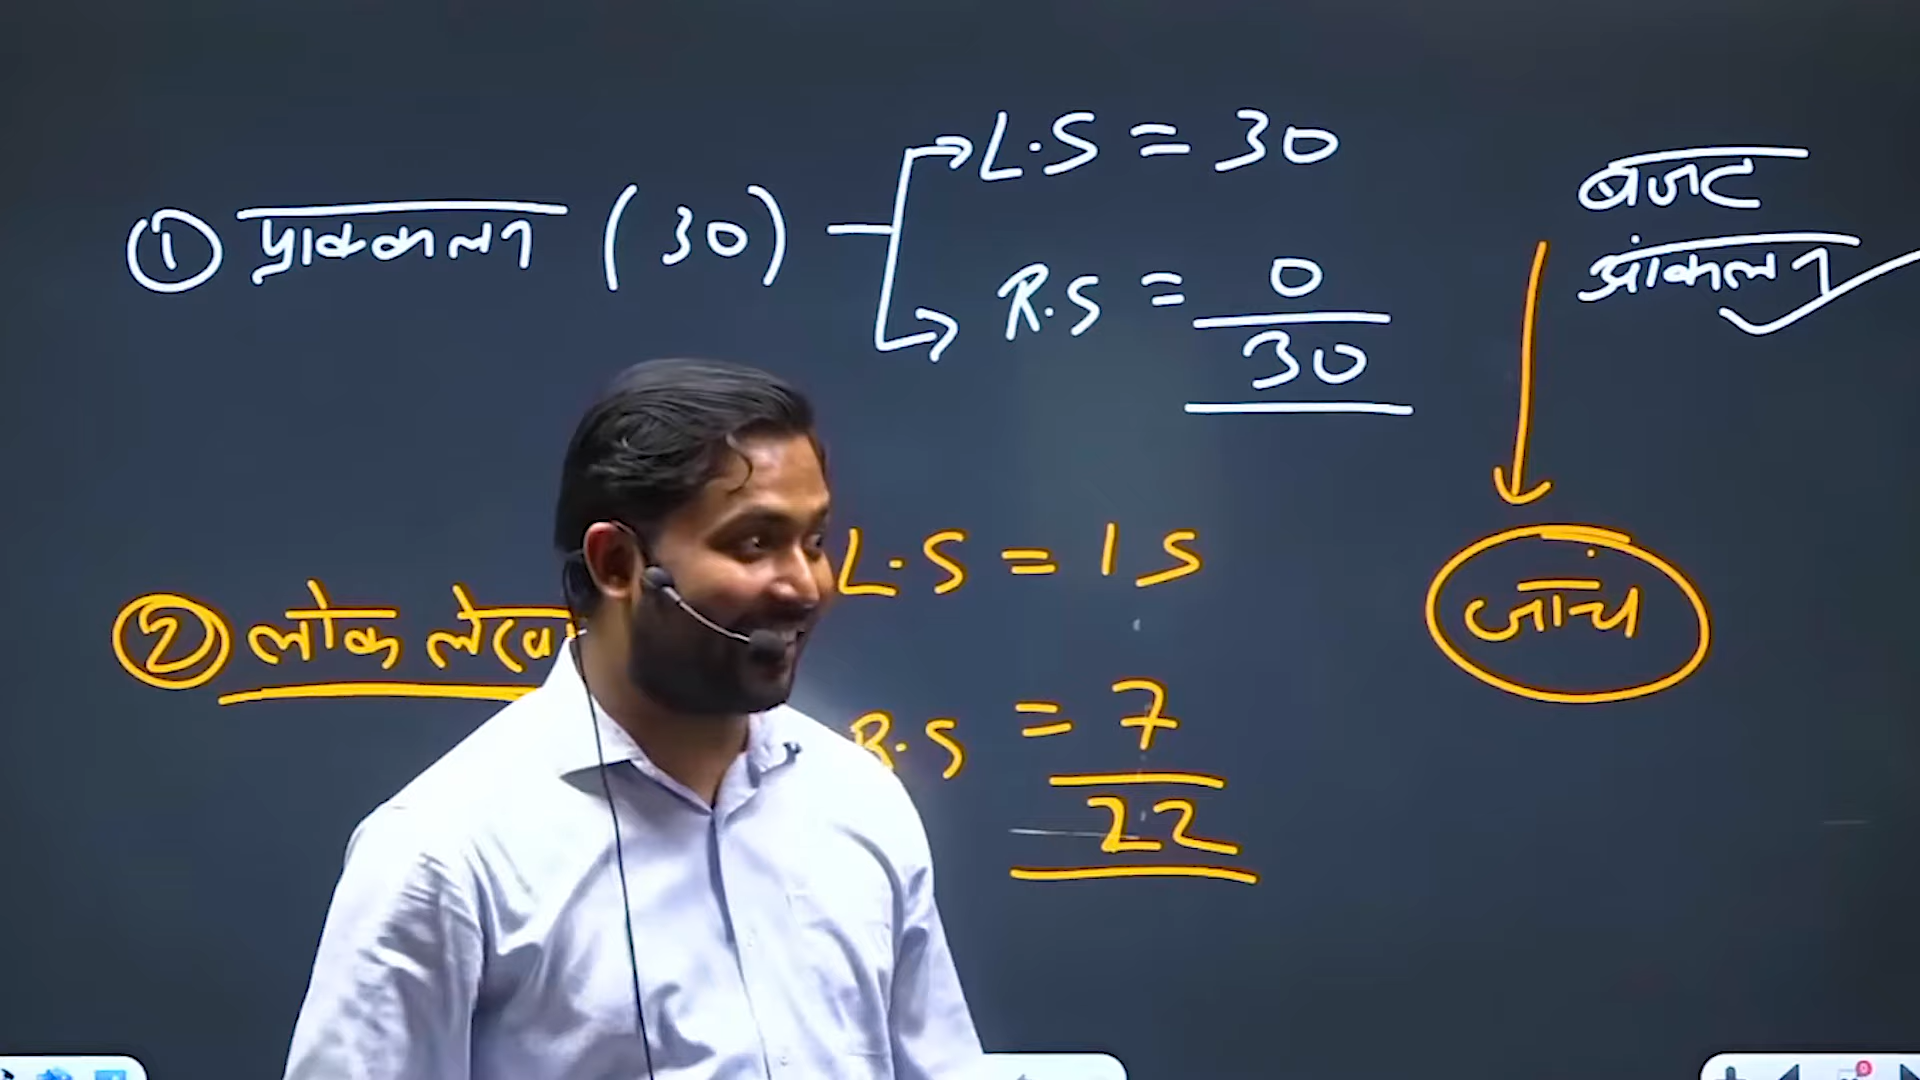 ① प्राक्कलन (30)
L.S = 30
R.S = 0
30
बजट
आंकलन
② लोक लेखा
L.S = 15
R.S = 7
22
जाँच